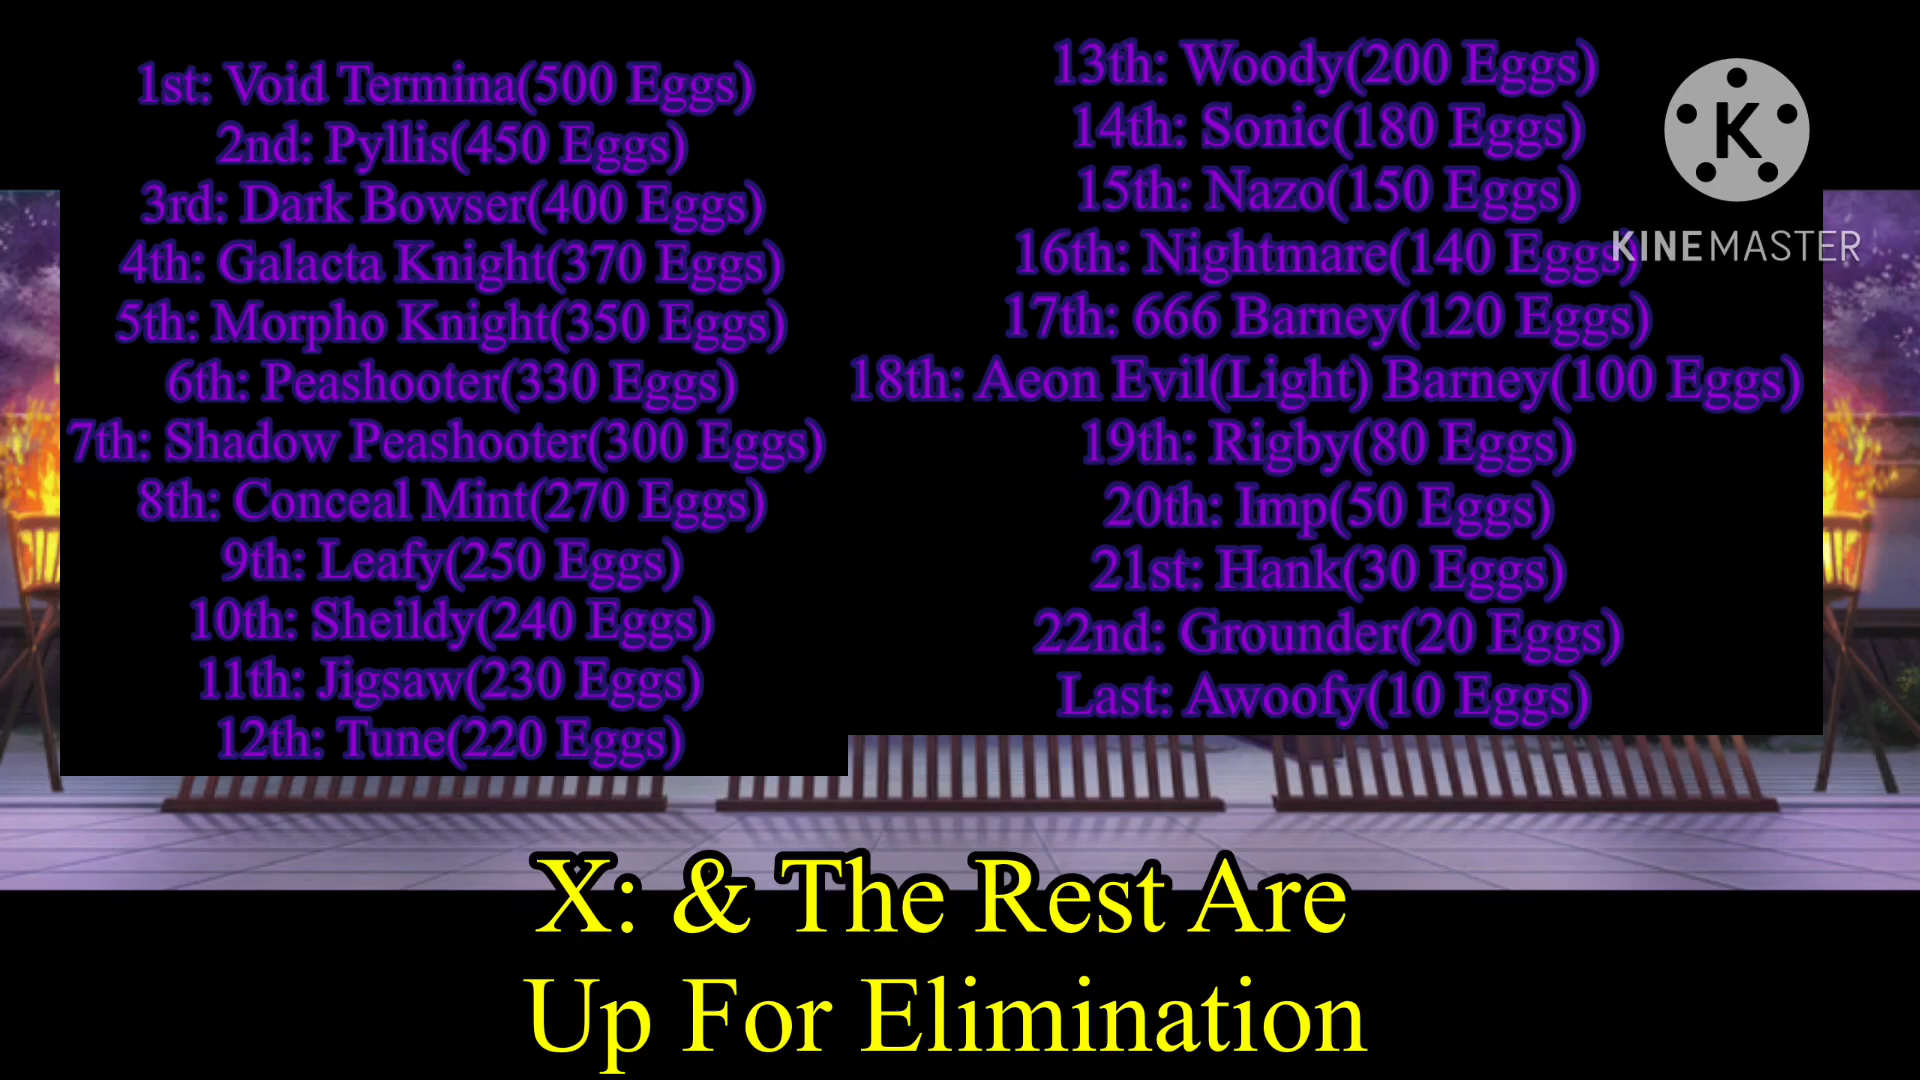 1st: Void Termina(500 Eggs)
2nd: Pyllis(450 Eggs)
3rd: Dark Bowser(400 Eggs)
4th: Galacta Knight(370 Eggs)
5th: Morpho Knight(350 Eggs)
6th: Peashooter(330 Eggs)
7th: Shadow Peashooter(300 Eggs)
8th: Conceal Mint(270 Eggs)
9th: Leafy(250 Eggs)
10th: Sheildy(240 Eggs)
11th: Jigsaw(230 Eggs)
12th: Tune(220 Eggs)
13th: Woody(200 Eggs)
14th: Sonic(180 Eggs)
15th: Nazo(150 Eggs)
16th: Nightmare(140 Eggs)
17th: 666 Barney(120 Eggs)
18th: Aeon Evil(Light) Barney(100 Eggs)
19th: Rigby(80 Eggs)
20th: Imp(50 Eggs)
21st: Hank(30 Eggs)
22nd: Grounder(20 Eggs)
Last: Awoofy(10 Eggs)
K
KINEMASTER
X: & The Rest Are
Up For Elimination